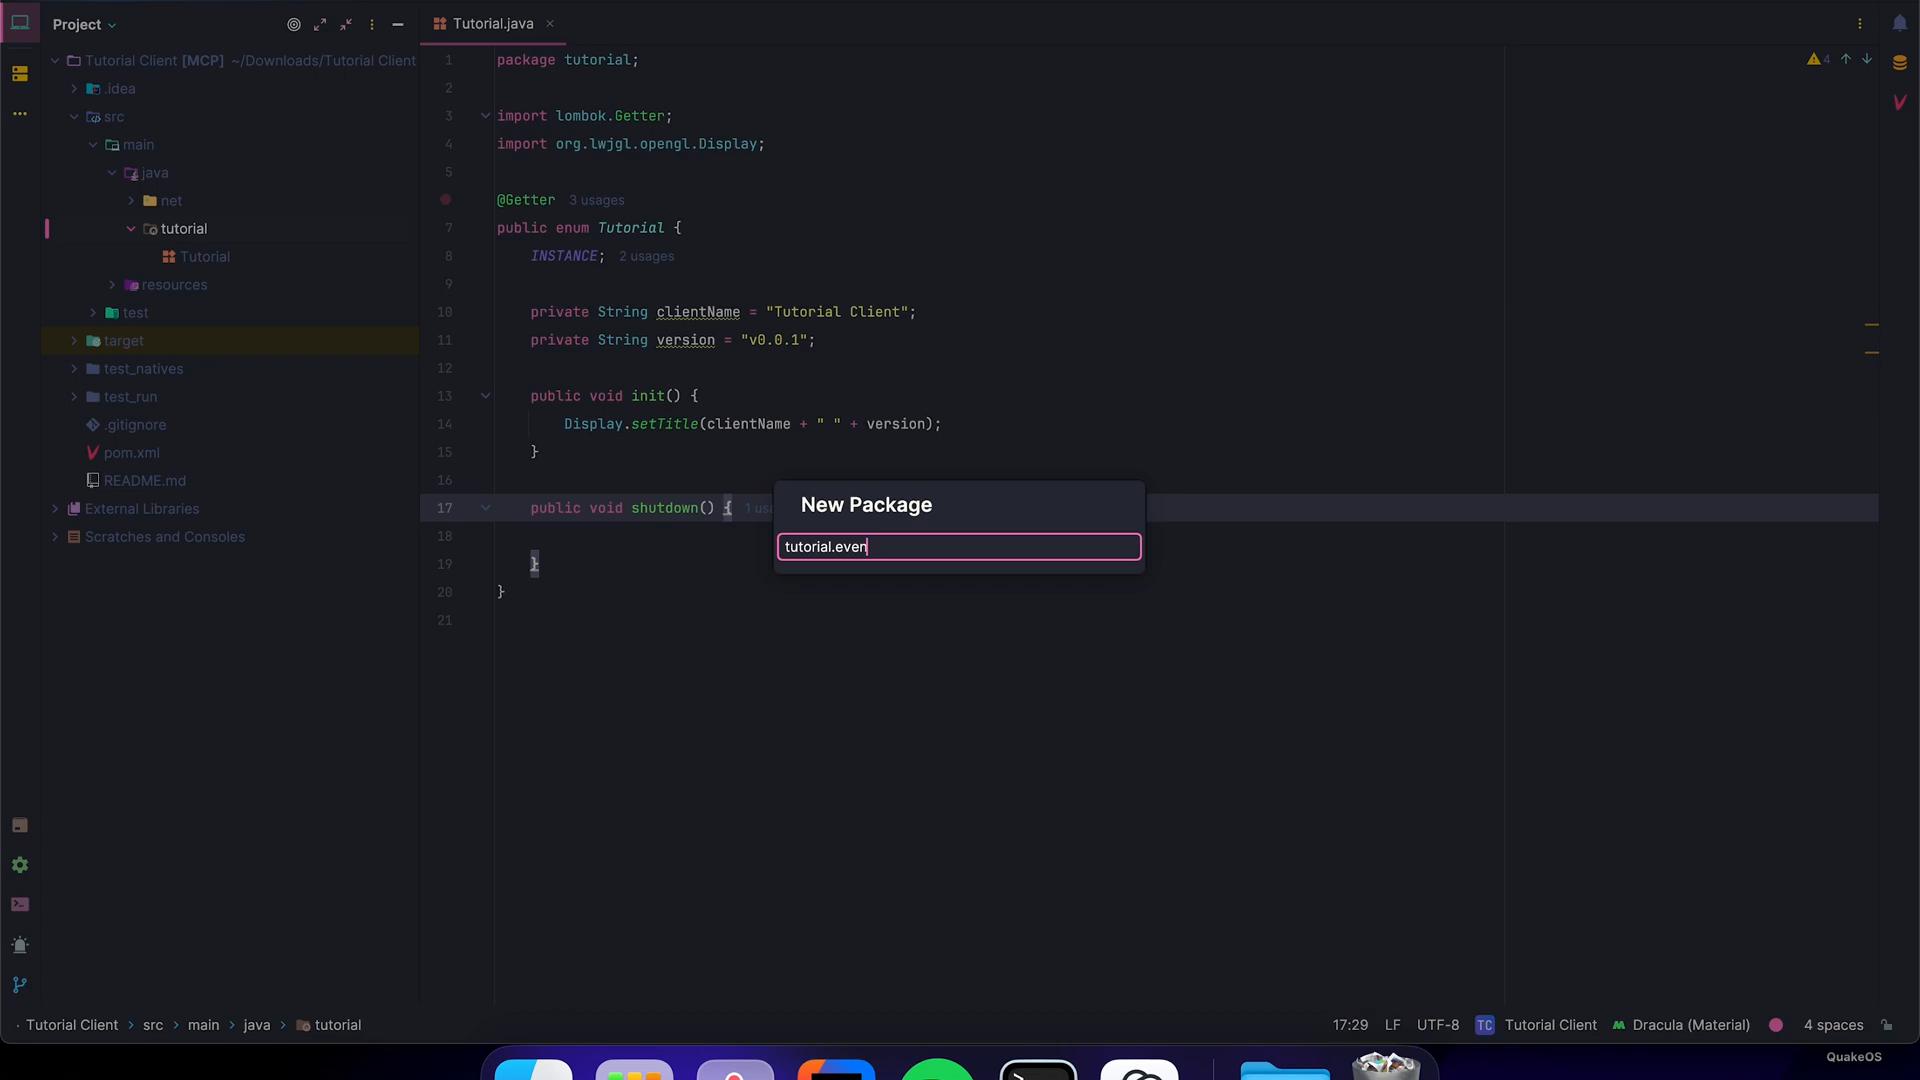 Project
Tutorial Client [MCP] ~/Downloads/Tutorial Client
.idea
src
main
java
net
tutorial
Tutorial
resources
test
target
test_natives
test_run
.gitignore
pom.xml
README.md
External Libraries
Scratches and Consoles
Tutorial.java
4
1 package tutorial;
2
3 import lombok.Getter;
4 import org.lwjgl.opengl.Display;
5
@Getter 3 usages
7 public enum Tutorial {
8 INSTANCE; 2 usages
9
10 private String clientName = "Tutorial Client";
11 private String version = "v0.0.1";
12
13 public void init() {
14 Display.setTitle(clientName + " " + version);
15 }
16
17 public void shutdown() { 1 usa
18
19 }
20 }
21
New Package
tutorial.even
Tutorial Client > src > main > java > tutorial
17:29 LF UTF-8 TC Tutorial Client Dracula (Material) 4 spaces
QuakeOS